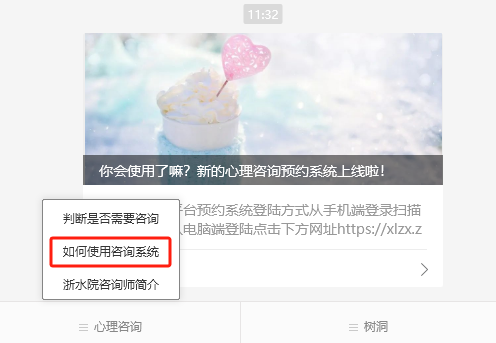 11:32
你会使用了嘛？新的心理咨询预约系统上线啦！
平台预约系统登陆方式从手机端登录扫描
电脑端登陆点击下方网址https://xlzx.z
判断是否需要咨询
如何使用咨询系统
浙水院咨询师简介
心理咨询
树洞